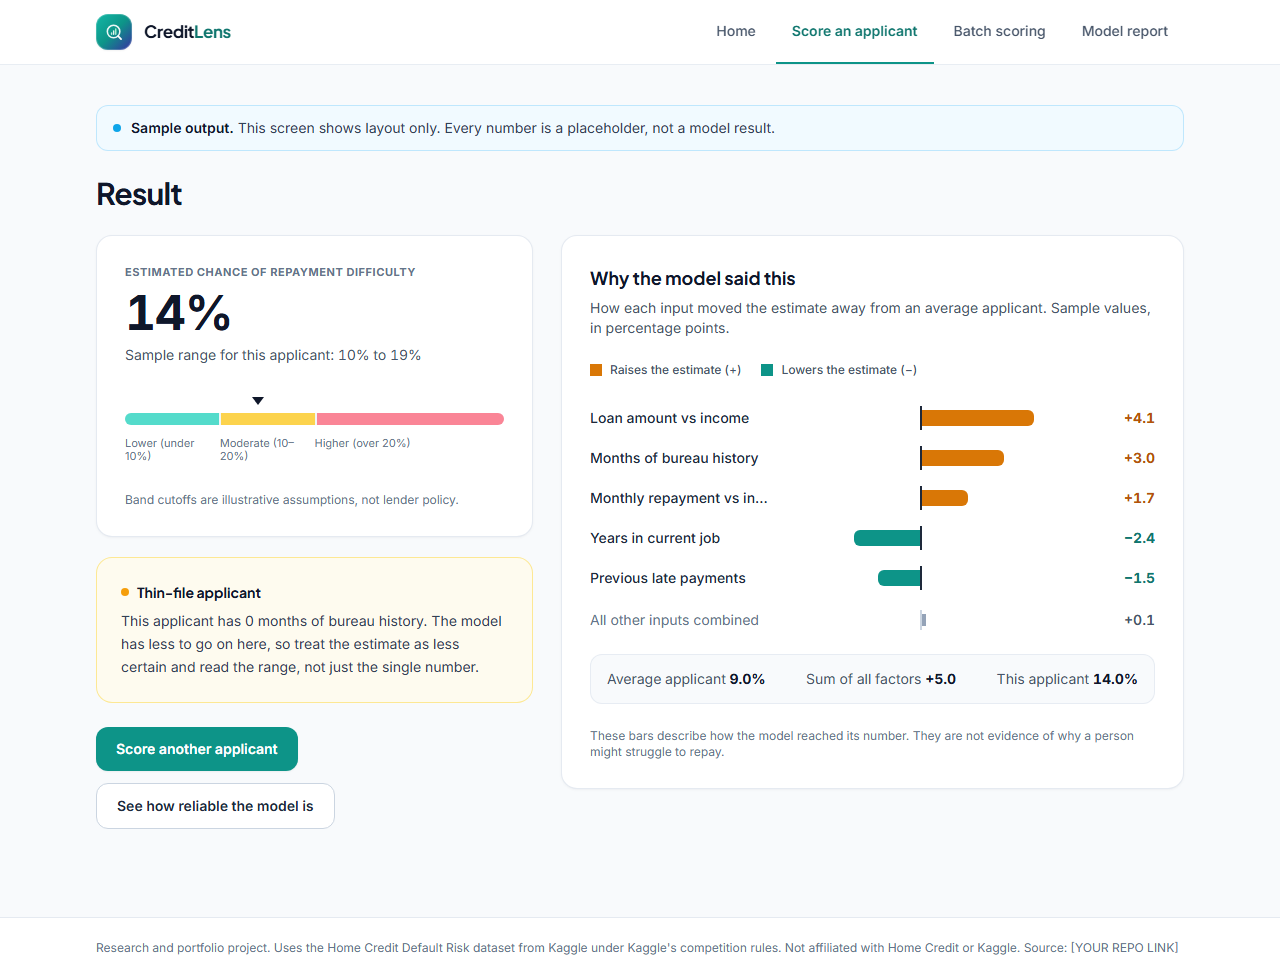 CreditLens
Home
Score an applicant
Batch scoring
Model report
Sample output. This screen shows layout only. Every number is a placeholder, not a model result.
Result
ESTIMATED CHANCE OF REPAYMENT DIFFICULTY
14%
Sample range for this applicant: 10% to 19%
Lower (under
10%)
Moderate (10–
20%)
Higher (over 20%)
Band cutoffs are illustrative assumptions, not lender policy.
Thin-file applicant
This applicant has 0 months of bureau history. The model
has less to go on here, so treat the estimate as less
certain and read the range, not just the single number.
Score another applicant
See how reliable the model is
Why the model said this
How each input moved the estimate away from an average applicant. Sample values,
in percentage points.
Raises the estimate (+)
Lowers the estimate (−)
Loan amount vs income +4.1
Months of bureau history +3.0
Monthly repayment vs in... +1.7
Years in current job −2.4
Previous late payments −1.5
All other inputs combined +0.1
Average applicant 9.0%
Sum of all factors +5.0
This applicant 14.0%
These bars describe how the model reached its number. They are not evidence of why a person
might struggle to repay.
Research and portfolio project. Uses the Home Credit Default Risk dataset from Kaggle under Kaggle's competition rules. Not affiliated with Home Credit or Kaggle. Source: [YOUR REPO LINK]